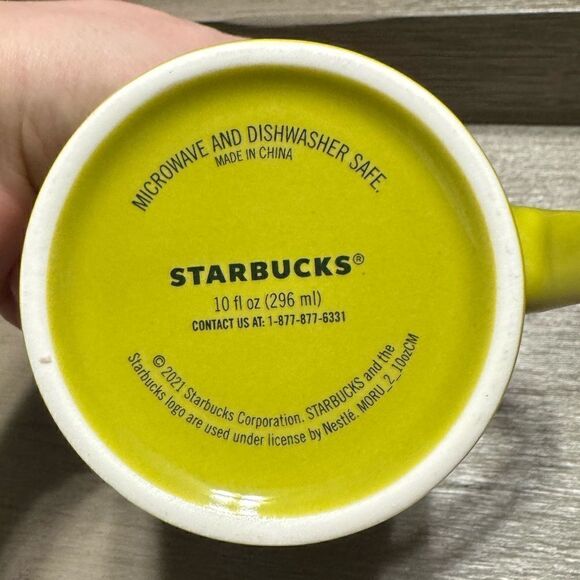 MICROWAVE AND DISHWASHER SAFE.
MADE IN CHINA
STARBUCKS®
10 fl oz (296 ml)
CONTACT US AT: 1-877-877-6331
© 2021 Starbucks Corporation. STARBUCKS and the
Starbucks logo are used under license by Nestlé. MORU_2_10ozCM